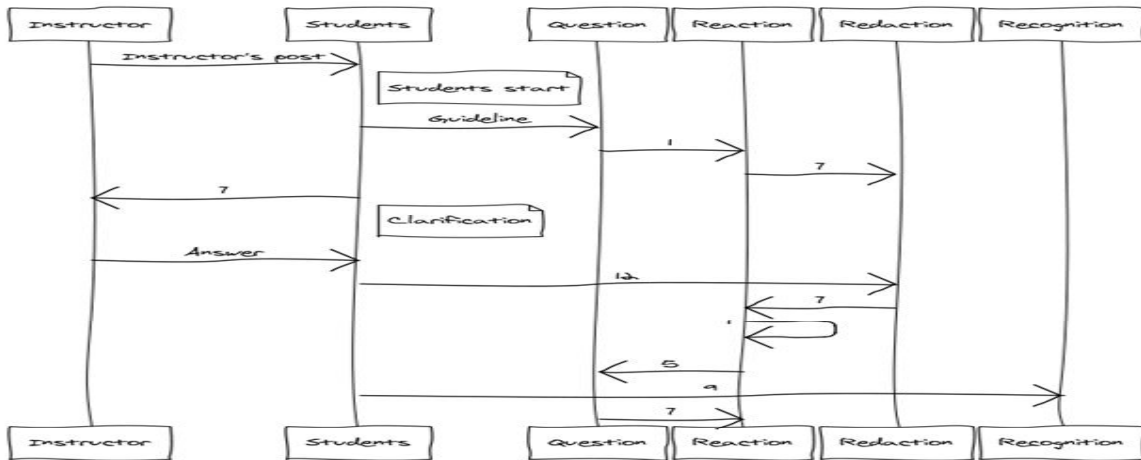 Instructor Students Question Reaction Redaction Recognition
Instructor's post
Students start
Guideline
1
7
7
Clarification
Answer
12
7
5
9
7
Instructor Students Question Reaction Redaction Recognition